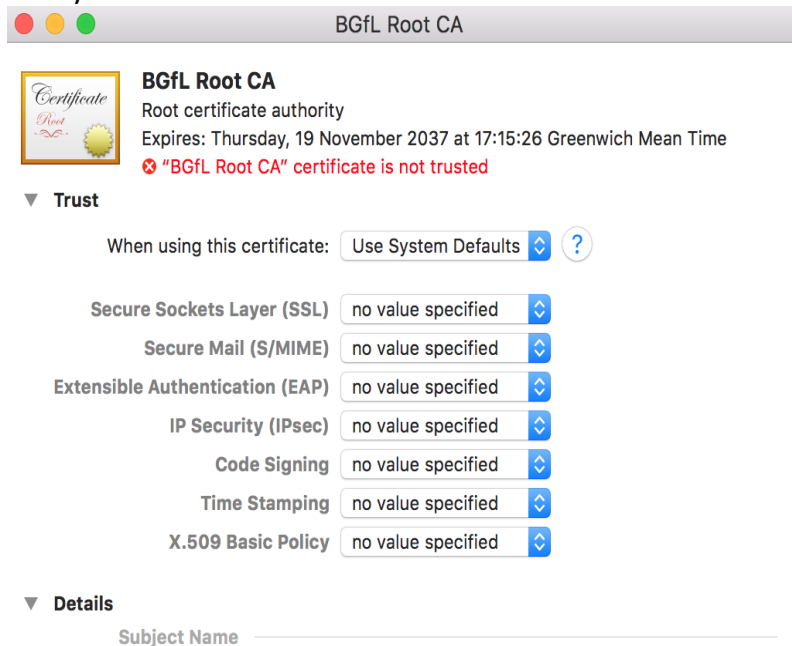 BGfL Root CA
Certificate
Root
BGfL Root CA
Root certificate authority
Expires: Thursday, 19 November 2037 at 17:15:26 Greenwich Mean Time
"BGfL Root CA" certificate is not trusted
Trust
When using this certificate: Use System Defaults ?
Secure Sockets Layer (SSL) no value specified
Secure Mail (S/MIME) no value specified
Extensible Authentication (EAP) no value specified
IP Security (IPsec) no value specified
Code Signing no value specified
Time Stamping no value specified
X.509 Basic Policy no value specified
Details
Subject Name